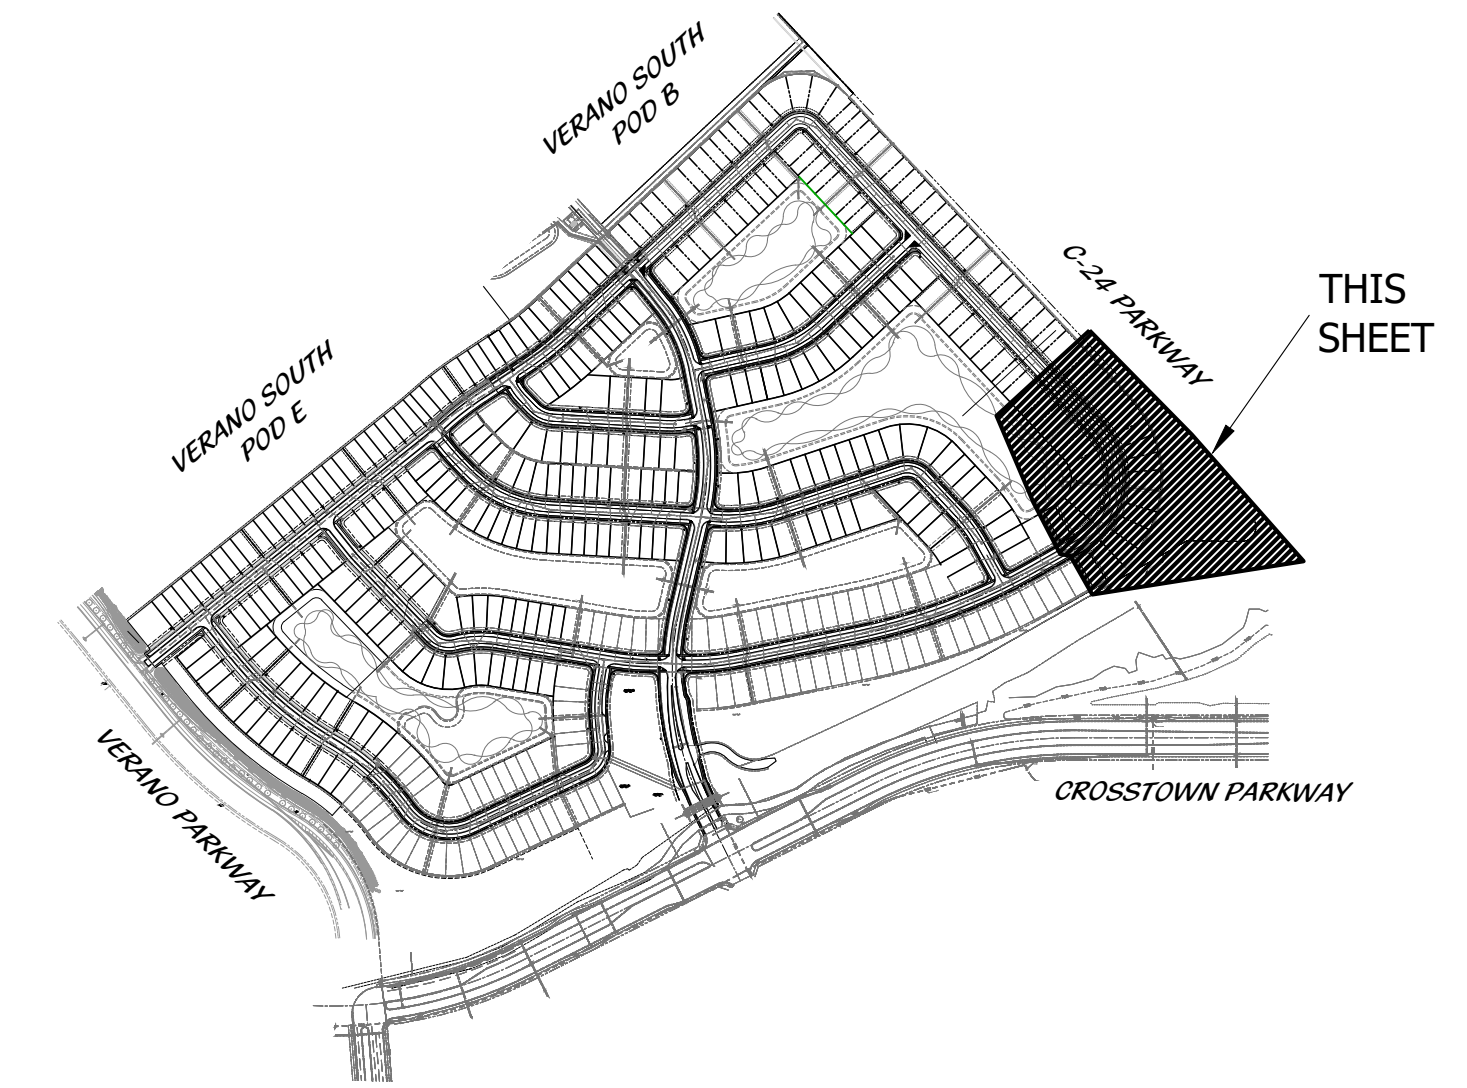 VERANO SOUTH
POD B
C-24 PARKWAY
THIS
SHEET
VERANO SOUTH
POD E
VERANO PARKWAY
CROSSTOWN PARKWAY